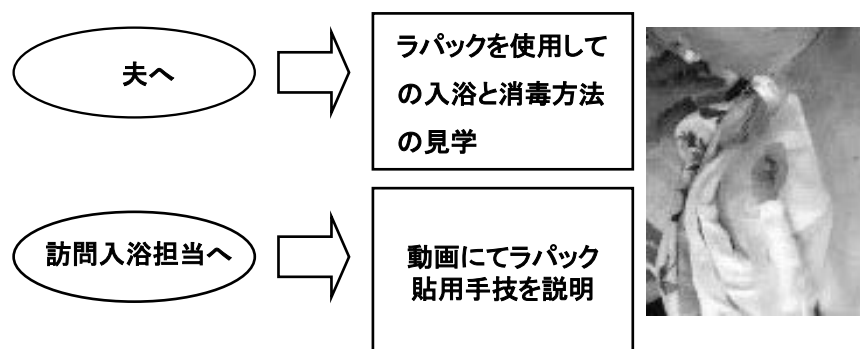 夫へ
ラパックを使用して
の入浴と消毒方法
の見学
訪問入浴担当へ
動画にてラパック
貼用手技を説明